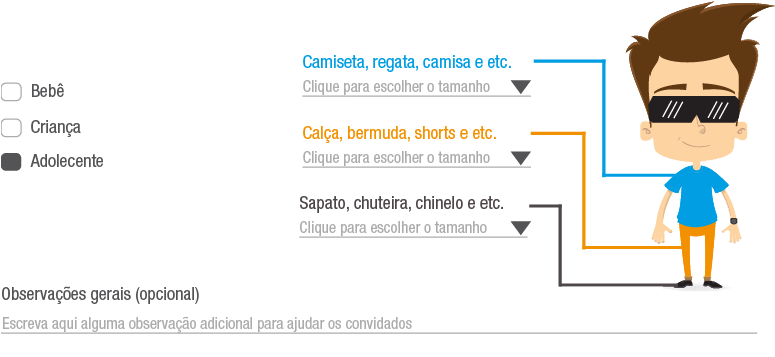 Bebê
Criança
Adolecente
Camiseta, regata, camisa e etc.
Clique para escolher o tamanho
Calça, bermuda, shorts e etc.
Clique para escolher o tamanho
Sapato, chuteira, chinelo e etc.
Clique para escolher o tamanho
Observações gerais (opcional)
Escreva aqui alguma observação adicional para ajudar os convidados